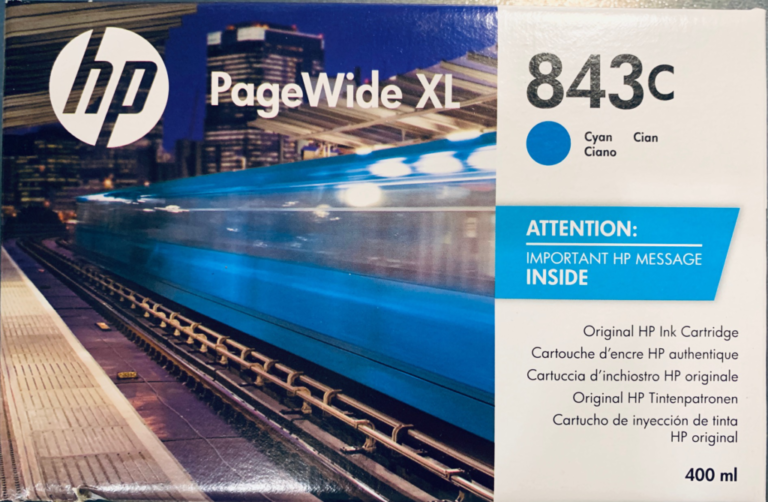 hp
PageWide XL
843C
Cyan Cian
Ciano
ATTENTION:
IMPORTANT HP MESSAGE
INSIDE
Original HP Ink Cartridge
Cartouche d'encre HP authentique
Cartuccia d'inchiostro HP originale
Original HP Tintenpatronen
Cartucho de inyección de tinta
HP original
400 ml